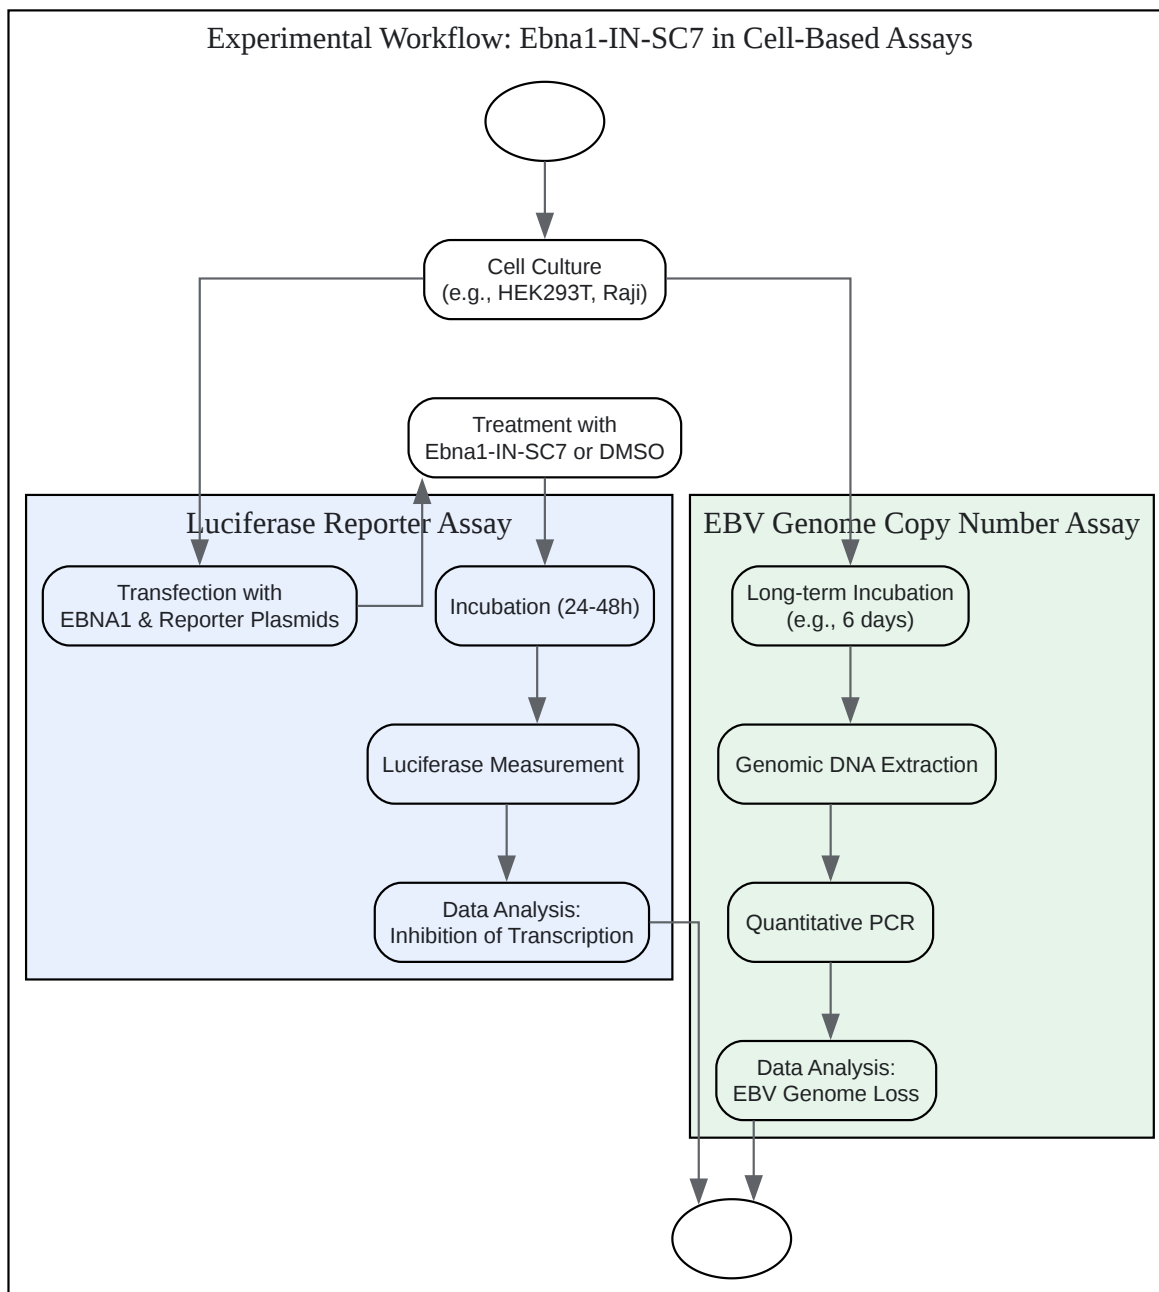 Experimental Workflow: Ebna1-IN-SC7 in Cell-Based Assays
Cell Culture
(e.g., HEK293T, Raji)
Treatment with
Ebna1-IN-SC7 or DMSO
Luciferase Reporter Assay
Transfection with
EBNA1 & Reporter Plasmids
Incubation (24-48h)
Luciferase Measurement
Data Analysis:
Inhibition of Transcription
EBV Genome Copy Number Assay
Long-term Incubation
(e.g., 6 days)
Genomic DNA Extraction
Quantitative PCR
Data Analysis:
EBV Genome Loss